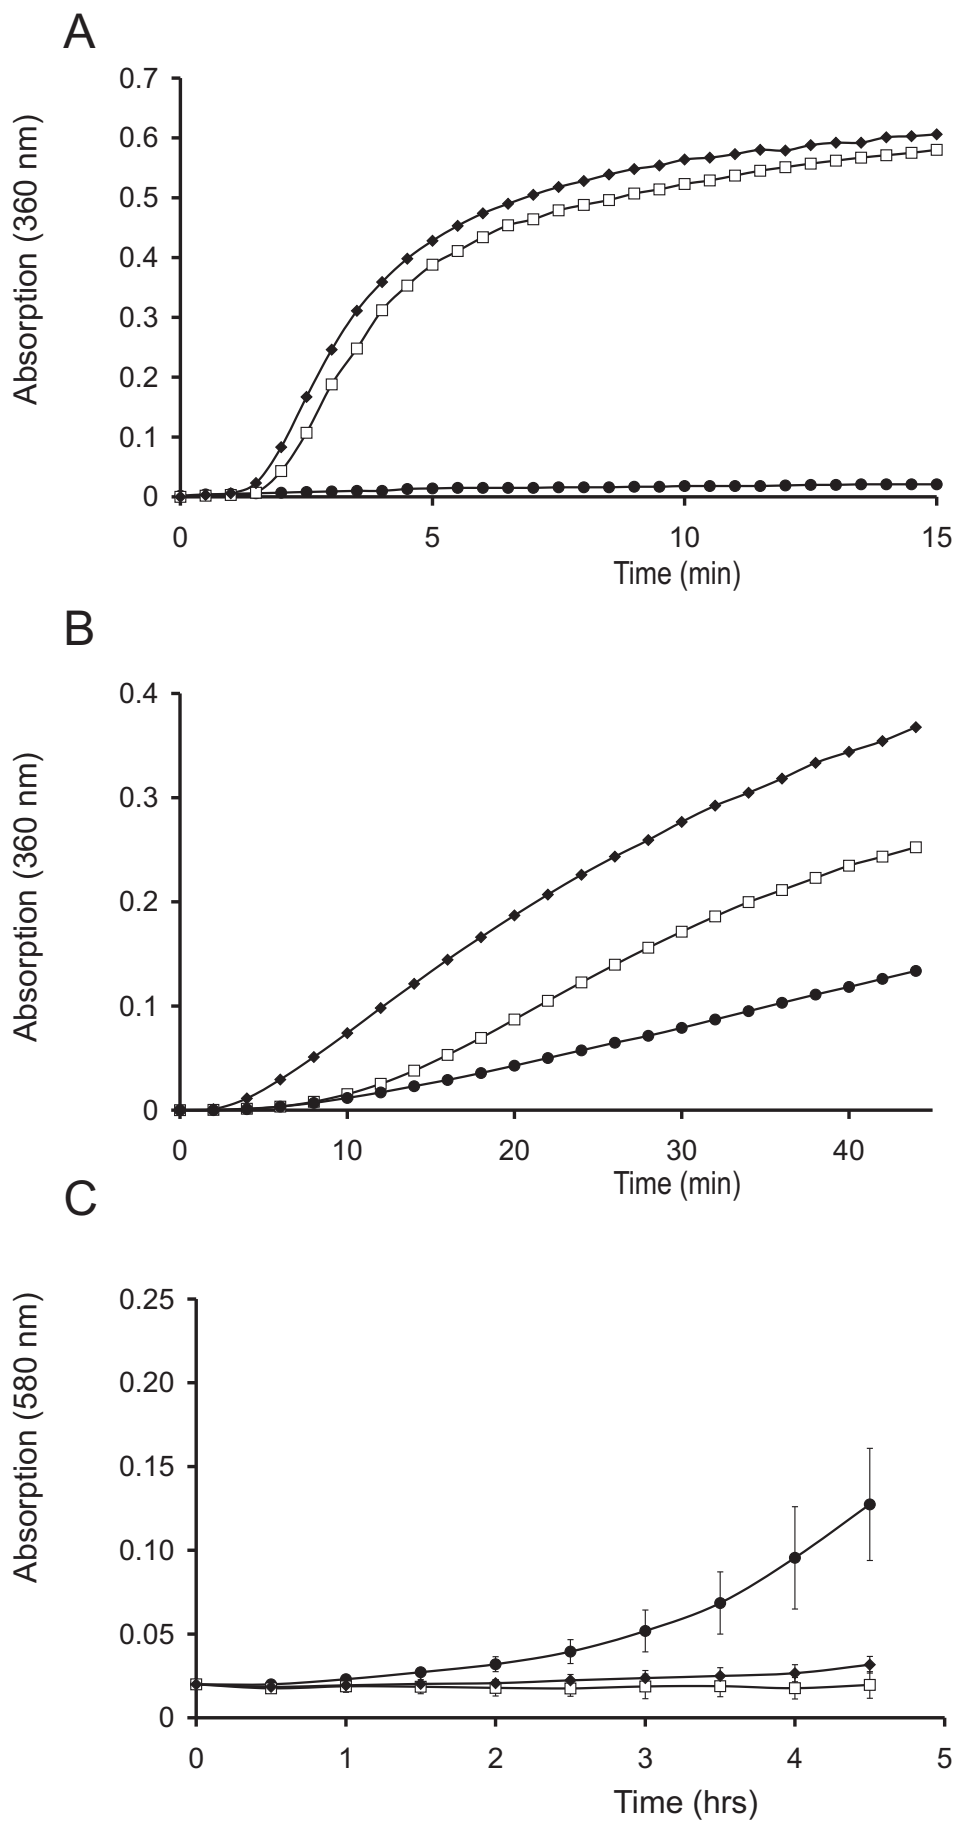 A
Absorption (360 nm)
0.7
0.6
0.5
0.4
0.3
0.2
0.1
0
0 5 10 15
Time (min)
B
Absorption (360 nm)
0.4
0.3
0.2
0.1
0
0 10 20 30 40
Time (min)
C
Absorption (580 nm)
0.25
0.20
0.15
0.10
0.05
0
0 1 2 3 4 5
Time (hrs)